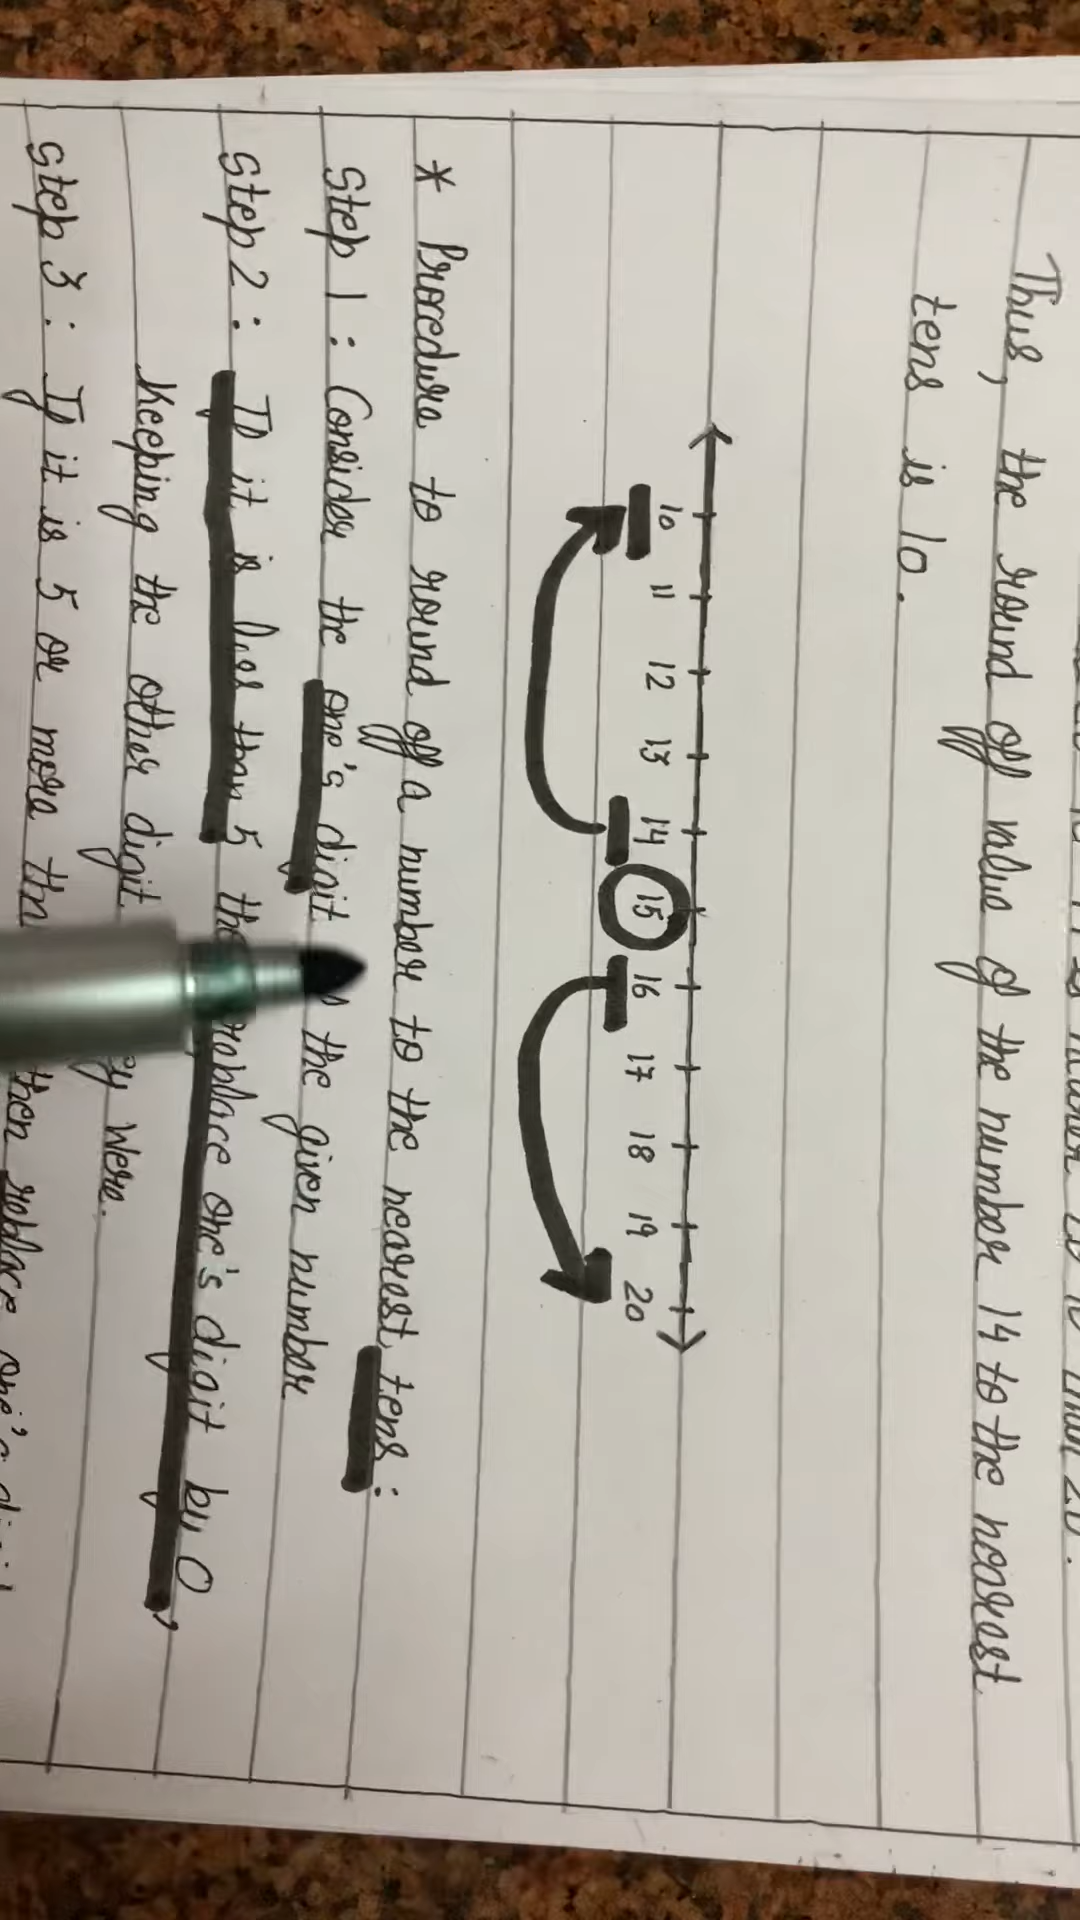 Thus, the round off value of the number 14 to the nearest
tens is 10.
10 11 12 13 14 15 16 17 18 19 20
* Procedure to round off a number to the nearest tens:
Step 1 : Consider the one's digit the given number
Step 2 : If it is less than 5 replace one's digit by 0,
Keeping the other digit were.
Step 3 : If it is 5 or more then replace one's